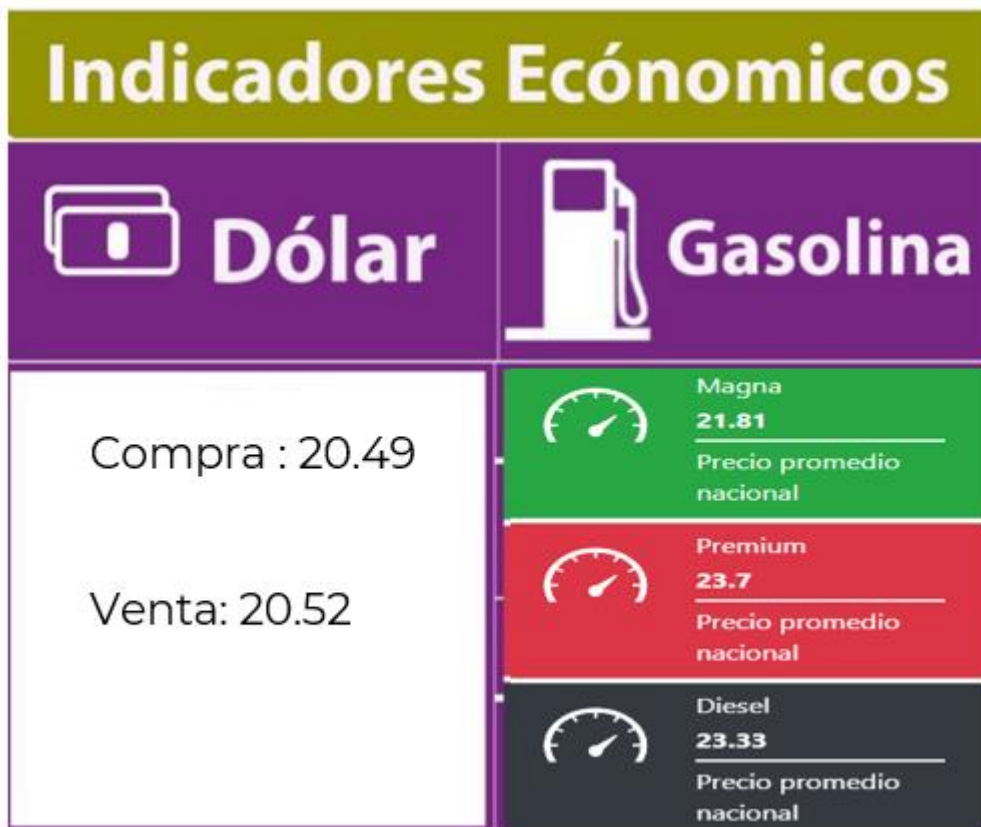 Indicadores Ecónomicos
Dólar
Gasolina
Compra : 20.49
Venta: 20.52
Magna
21.81
Precio promedio
nacional
Premium
23.7
Precio promedio
nacional
Diesel
23.33
Precio promedio
nacional